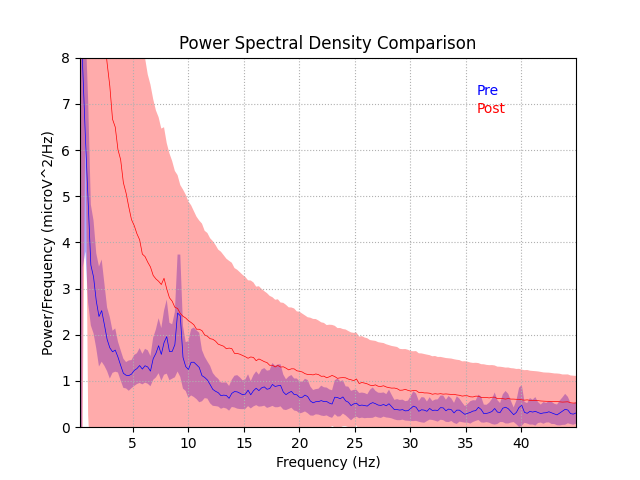 Power Spectral Density Comparison
8
7
6
5
4
3
2
1
0
Power/Frequency (microV^2/Hz)
Pre
Post
5 10 15 20 25 30 35 40
Frequency (Hz)